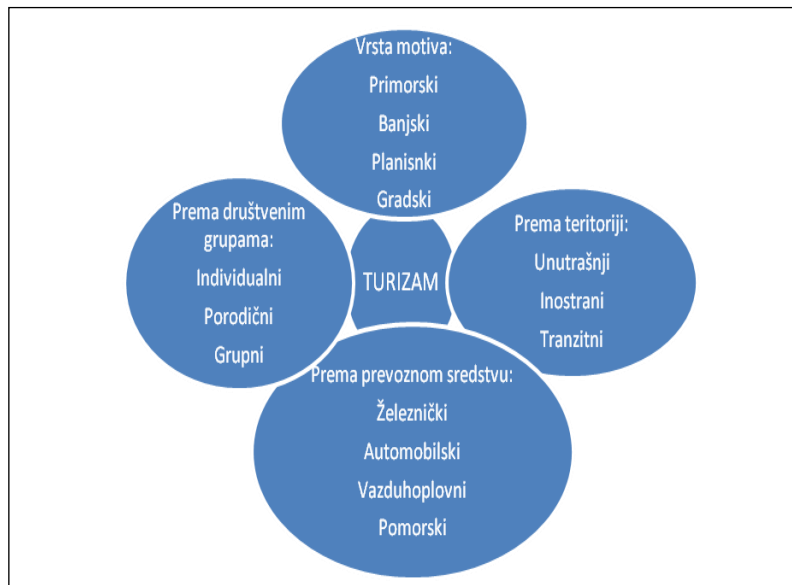 Vrsta motiva:
Primorski
Banjski
Planisnki
Gradski
Prema društvenim
grupama:
Individualni
Porodični
Grupni
TURIZAM
Prema teritoriji:
Unutrašnji
Inostrani
Tranzitni
Prema prevoznom sredstvu:
Železnički
Automobilski
Vazduhoplovni
Pomorski